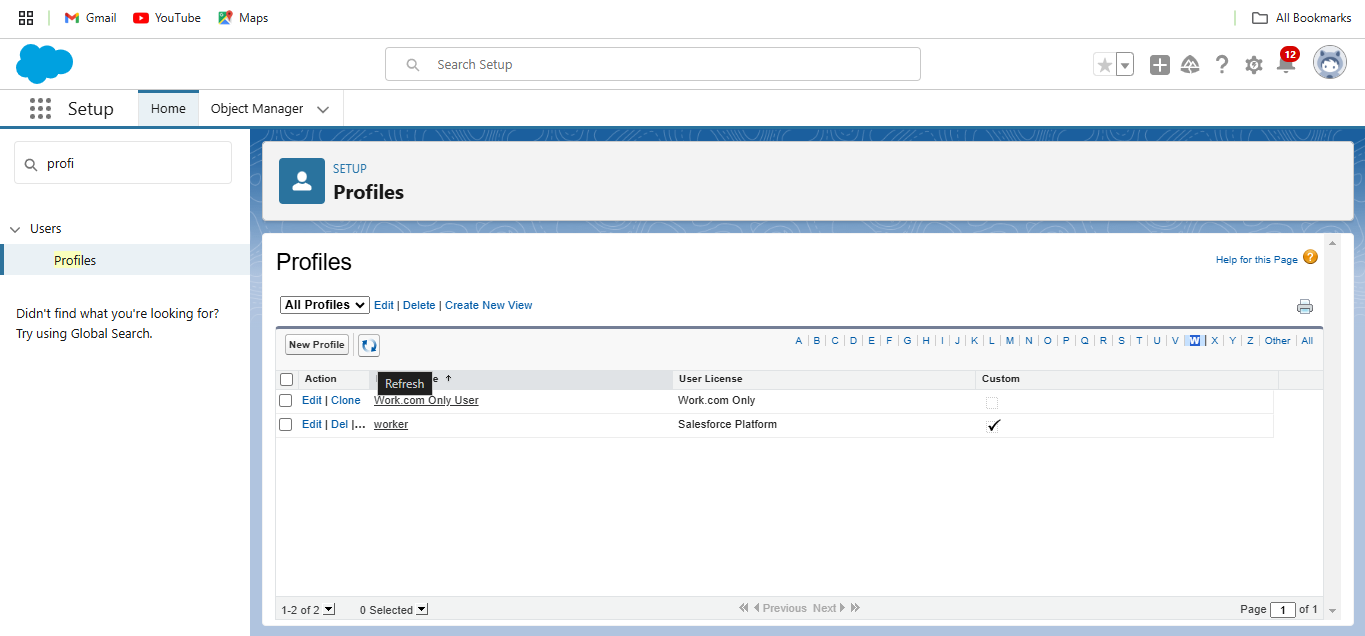 Gmail YouTube Maps All Bookmarks
Search Setup 12
Setup Home Object Manager
profi
SETUP
Profiles
Users
Profiles
Didn't find what you're looking for?
Try using Global Search.
Profiles
Help for this Page ?
All Profiles Edit | Delete | Create New View
New Profile A | B | C | D | E | F | G | H | I | J | K | L | M | N | O | P | Q | R | S | T | U | V | W | X | Y | Z | Other | All
Action e ↑ User License Custom
Refresh
Edit | Clone Work.com Only User Work.com Only
Edit | Del |... worker Salesforce Platform
1-2 of 2 0 Selected Previous Next Page 1 of 1